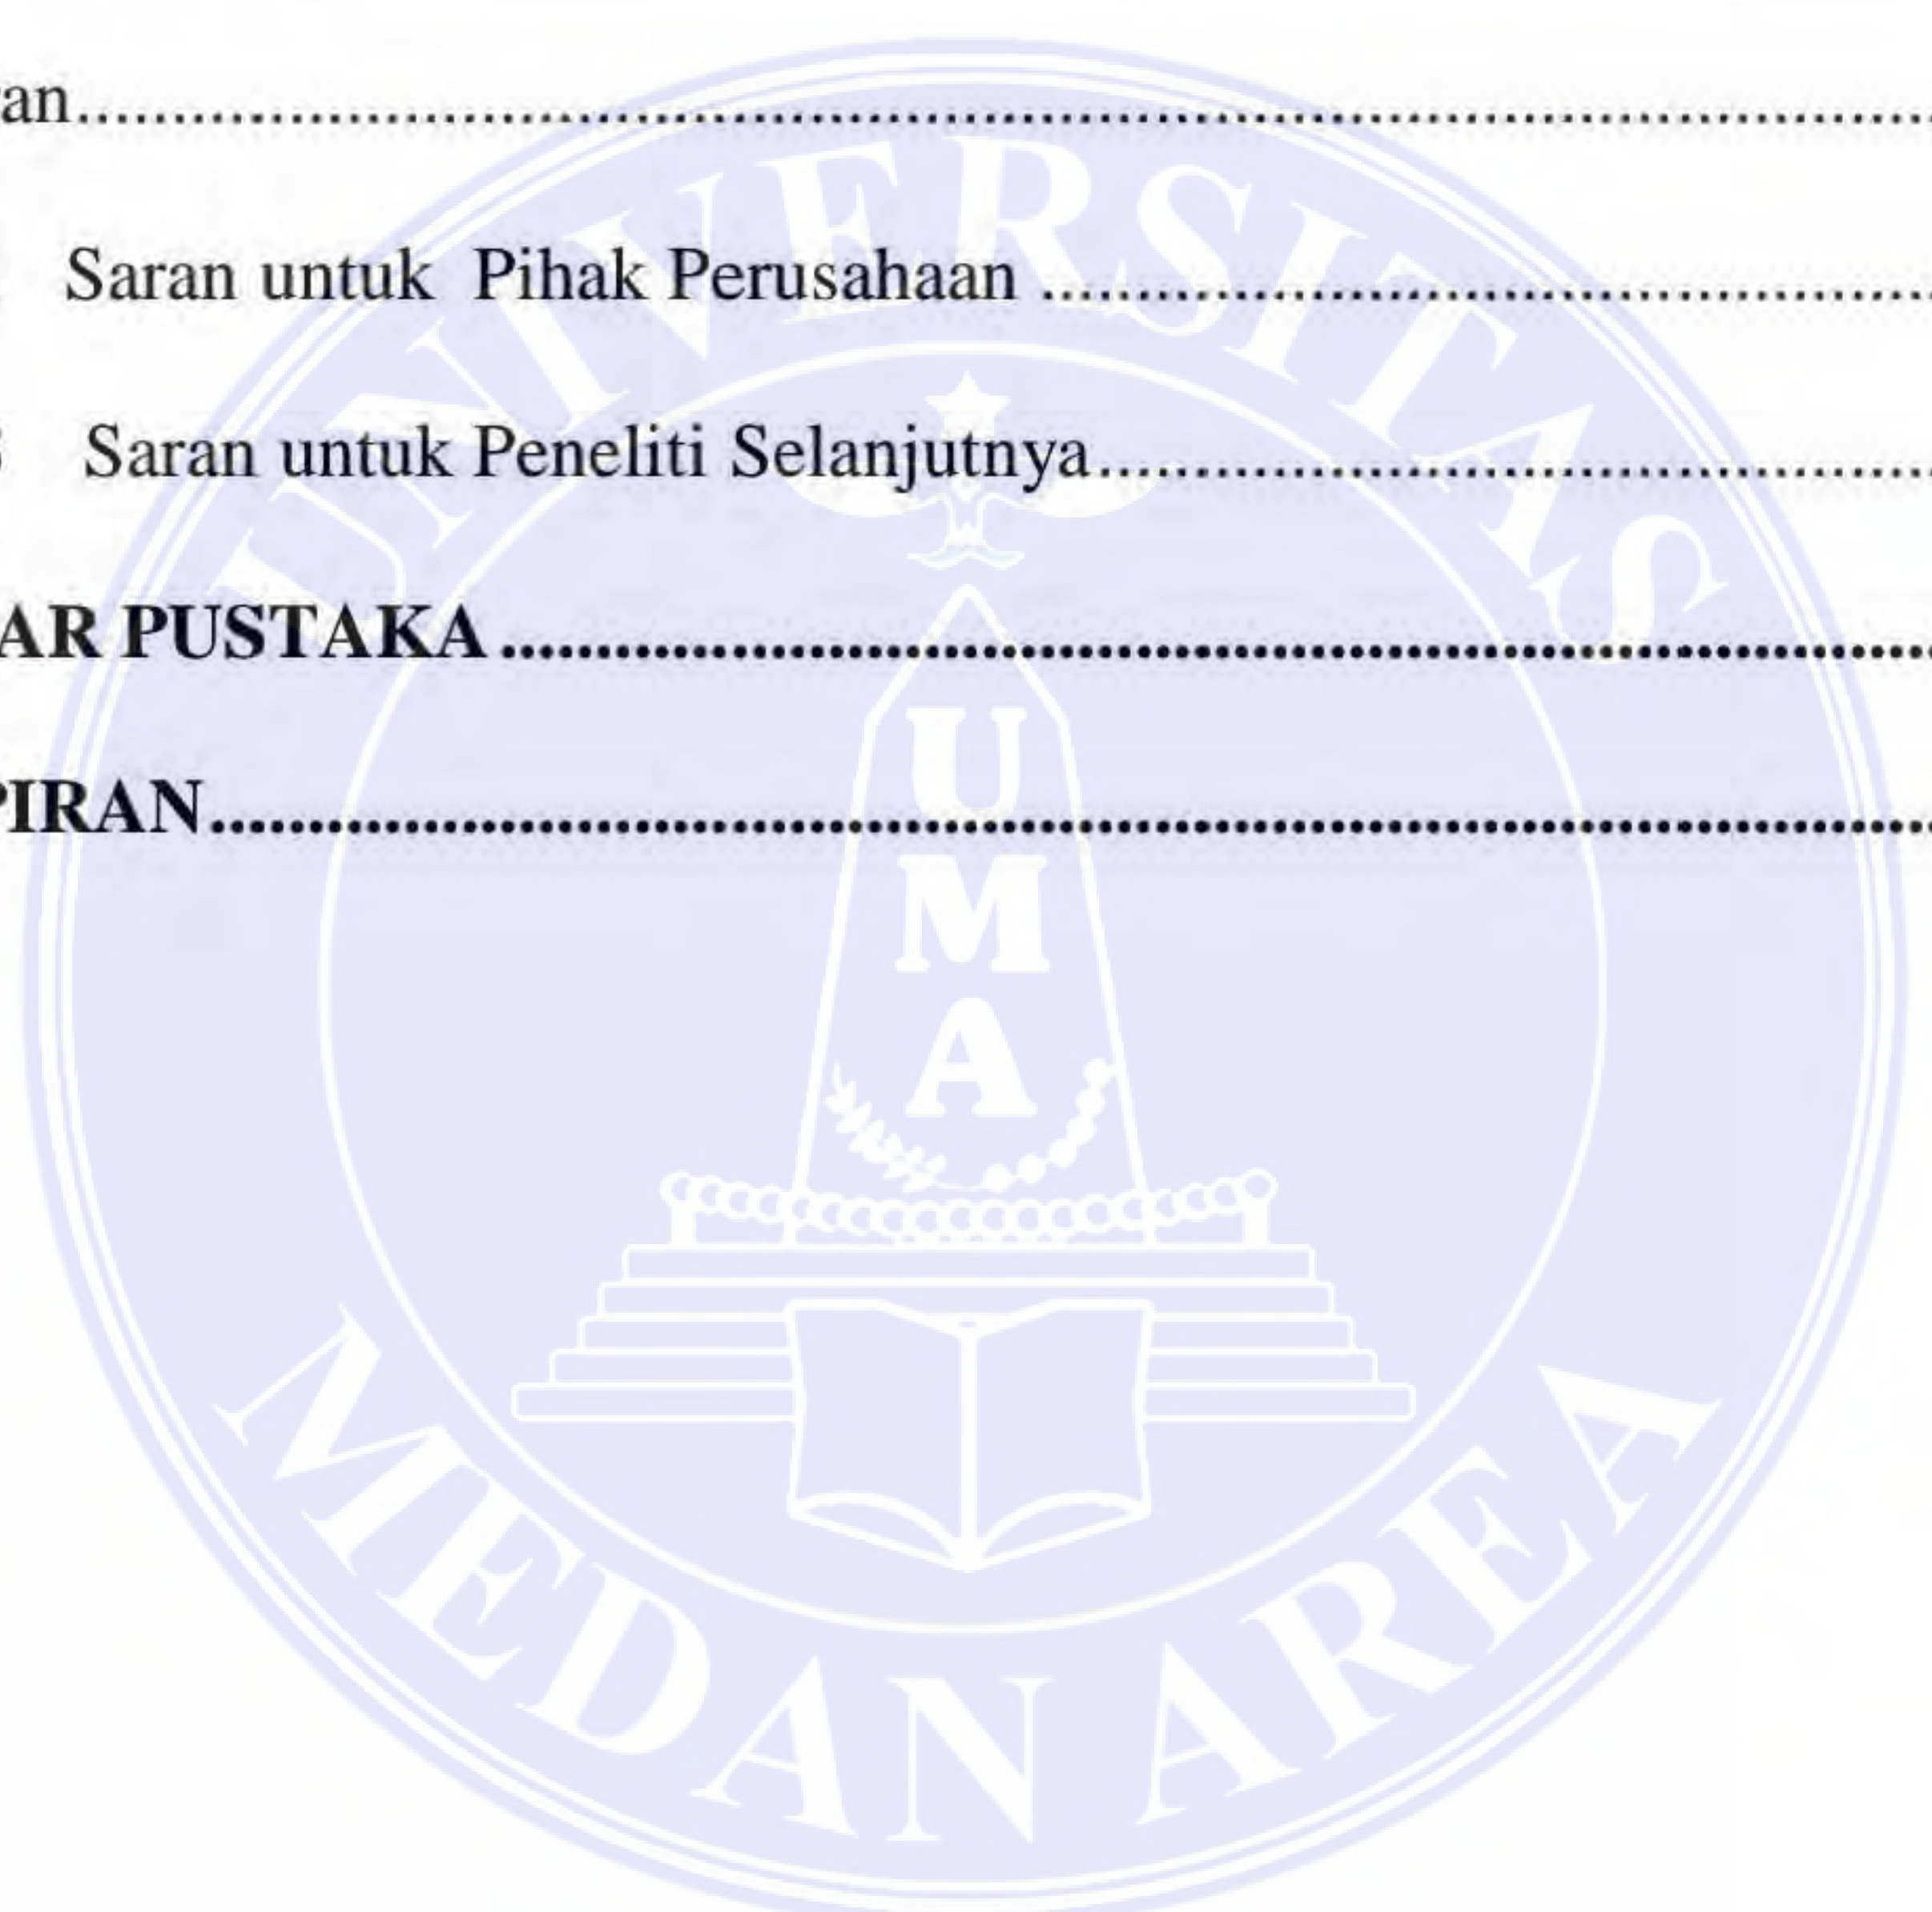 an....................................................................................................
Saran untuk Pihak Perusahaan ..........................................................
Saran untuk Peneliti Selanjutnya.....................................................
AR PUSTAKA ..........................................................................................
PIRAN...........................................................................................................
UNIVERSITAS
U
M
A
MEDAN AREA